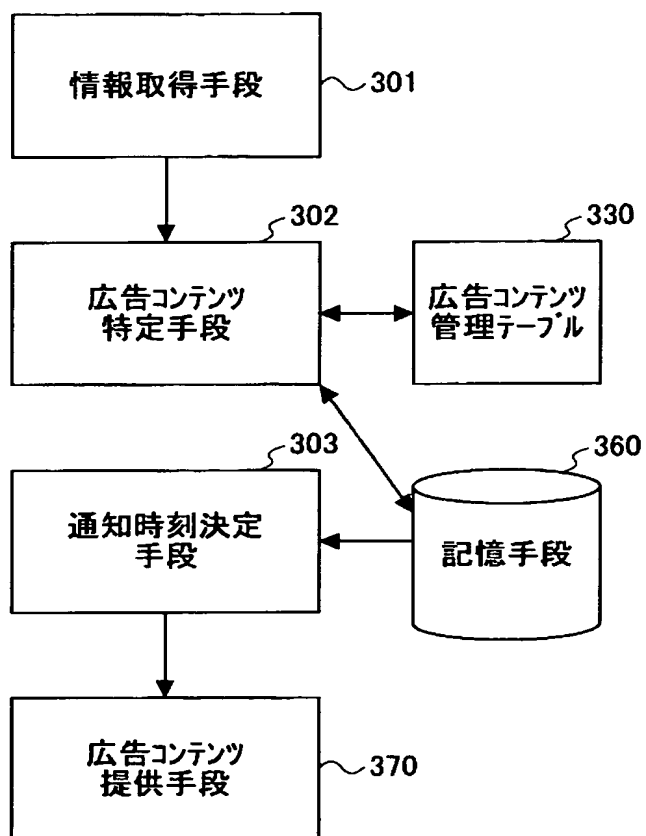 情報取得手段
301
302
330
広告コンテンツ
特定手段
広告コンテンツ
管理テーブル
303
360
通知時刻決定
手段
記憶手段
広告コンテンツ
提供手段
370